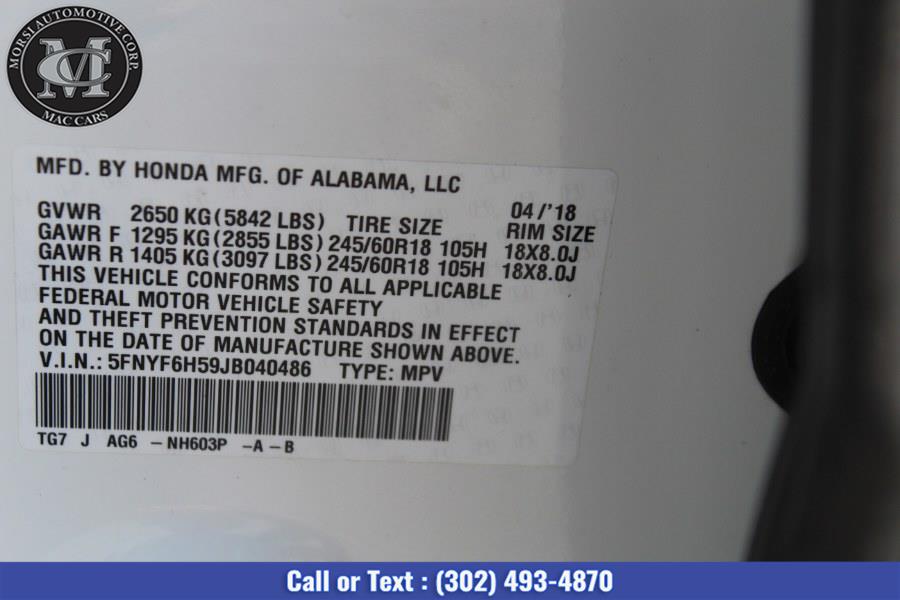 MORSI AUTOMOTIVE CORP.
MC
MAC CARS
MFD. BY HONDA MFG. OF ALABAMA, LLC
04/'18
GVWR 2650 KG(5842 LBS) TIRE SIZE RIM SIZE
GAWR F 1295 KG(2855 LBS) 245/60R18 105H 18X8.0J
GAWR R 1405 KG(3097 LBS) 245/60R18 105H 18X8.0J
THIS VEHICLE CONFORMS TO ALL APPLICABLE
FEDERAL MOTOR VEHICLE SAFETY
AND THEFT PREVENTION STANDARDS IN EFFECT
ON THE DATE OF MANUFACTURE SHOWN ABOVE.
V.I.N.: 5FNYF6H59JB040486 TYPE: MPV
TG7 J AG6 – NH603P – A – B
Call or Text : (302) 493-4870